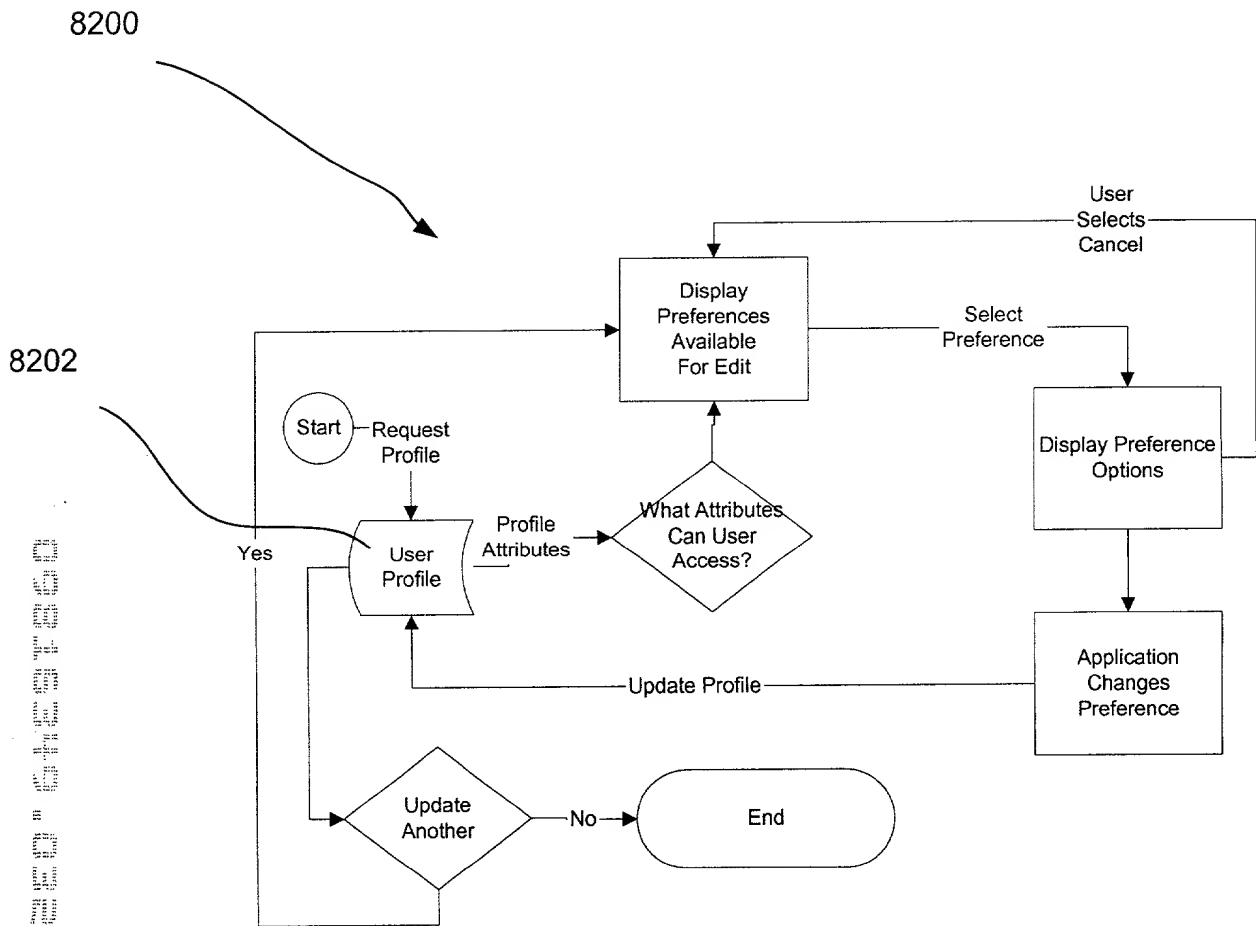 8200
User
Selects
Cancel
Display
Preferences
Available
For Edit
Select
Preference
8202
Start
Request
Profile
Display Preference
Options
What Attributes
Can User
Access?
Profile
Attributes
User
Profile
Yes
Application
Changes
Preference
Update Profile
Update
Another
No
End